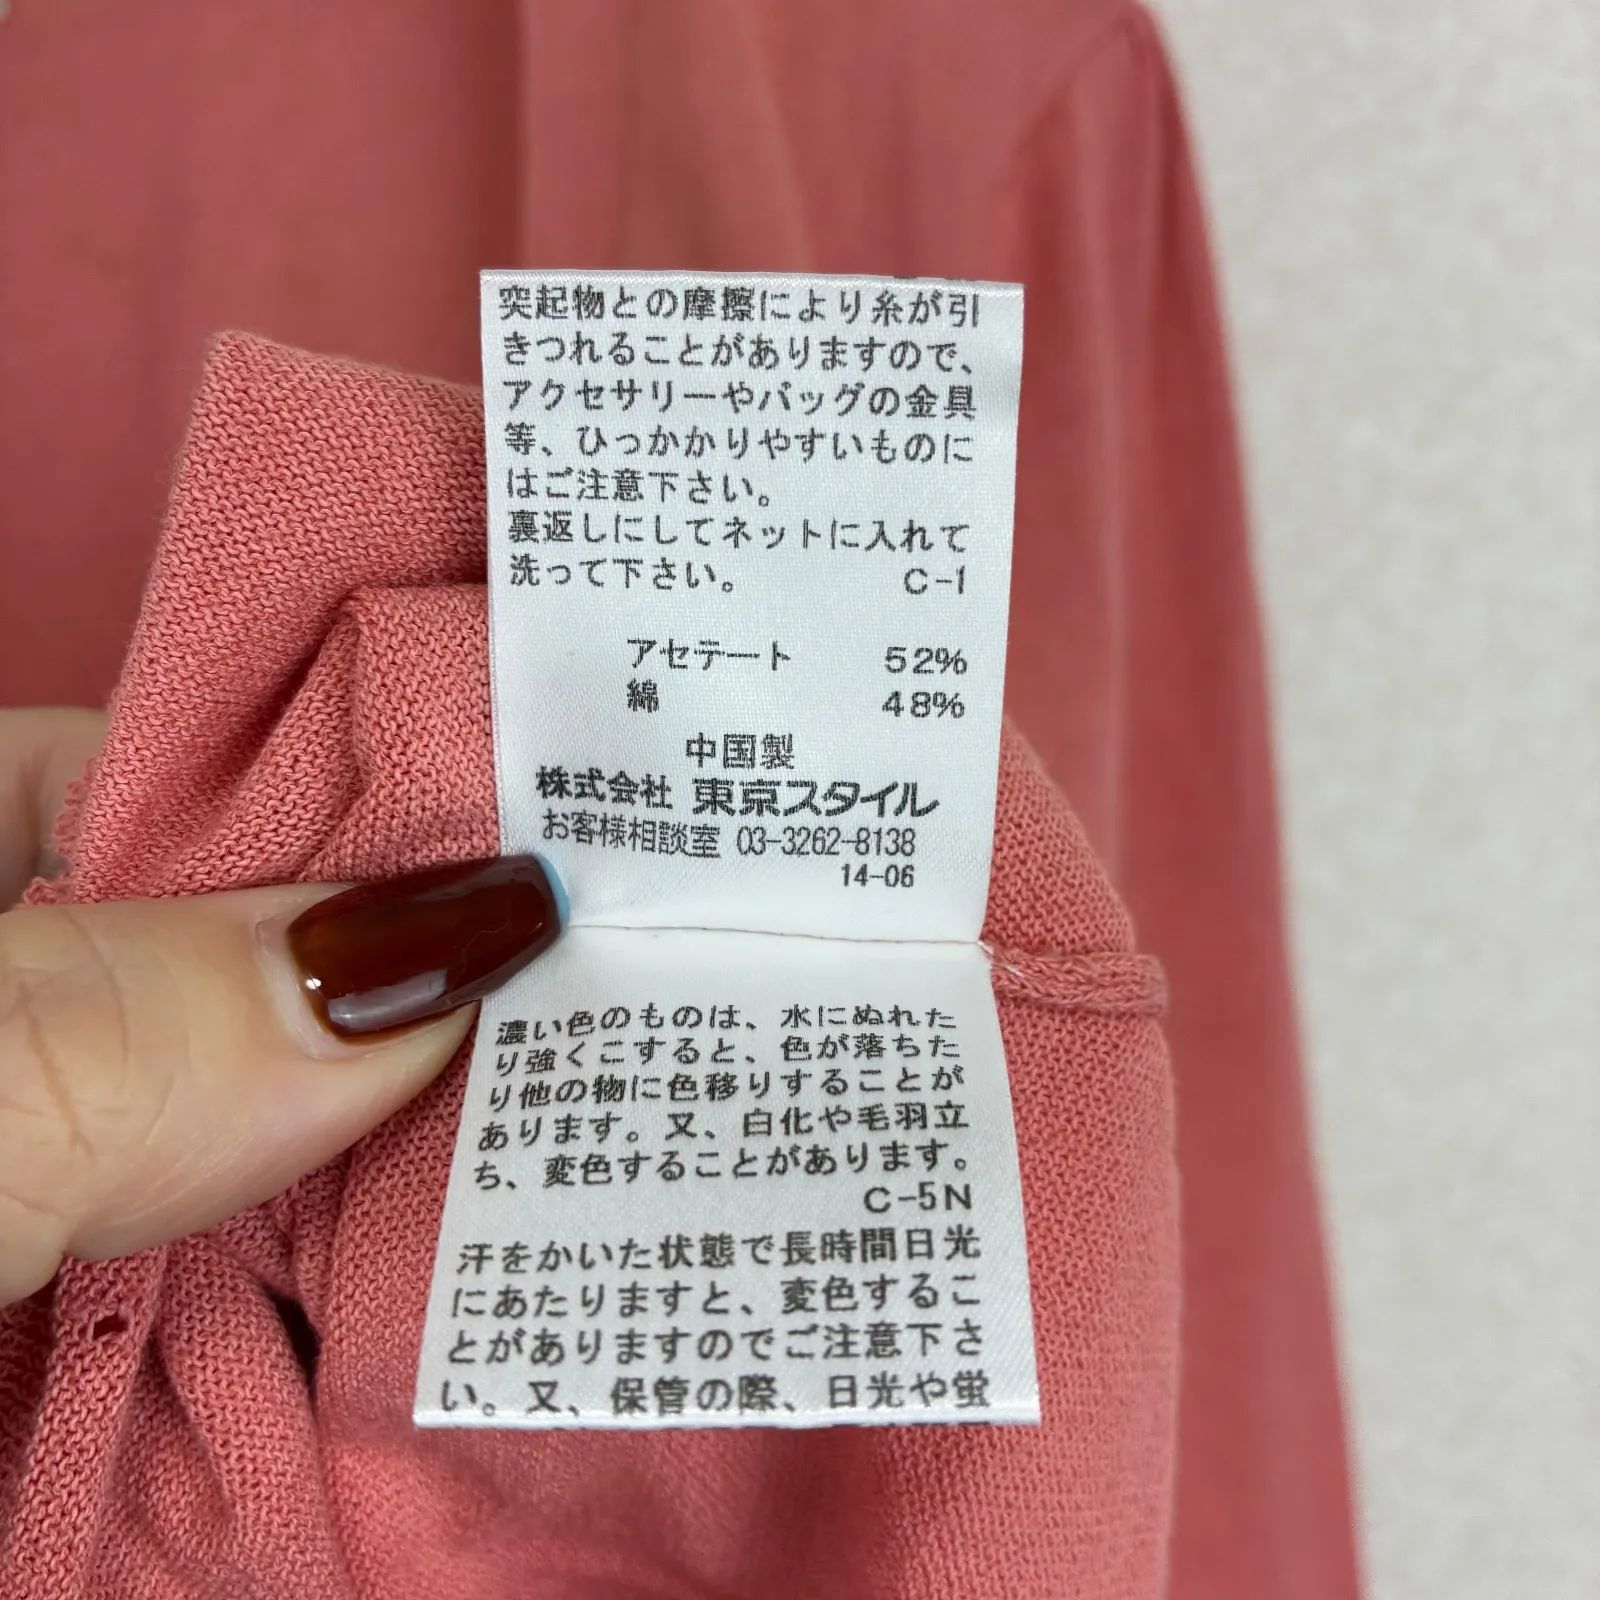 突起物との摩擦により糸が引
きつれることがありますので、
アクセサリーやバッグの金具
等、ひっかかりやすいものに
はご注意下さい。
裏返しにしてネットに入れて
洗って下さい。 C-1
アセテート 52%
綿 48%
中国製
株式会社 東京スタイル
お客様相談室 03-3262-8138
14-06
濃い色のものは、水にぬれた
り強くこすると、色が落ちた
り他の物に色移りすることが
あります。又、白化や毛羽立
ち、変色することがあります。
C-5N
汗をかいた状態で長時間日光
にあたりますと、変色するこ
とがありますのでご注意下さ
い。又、保管の際、日光や蛍